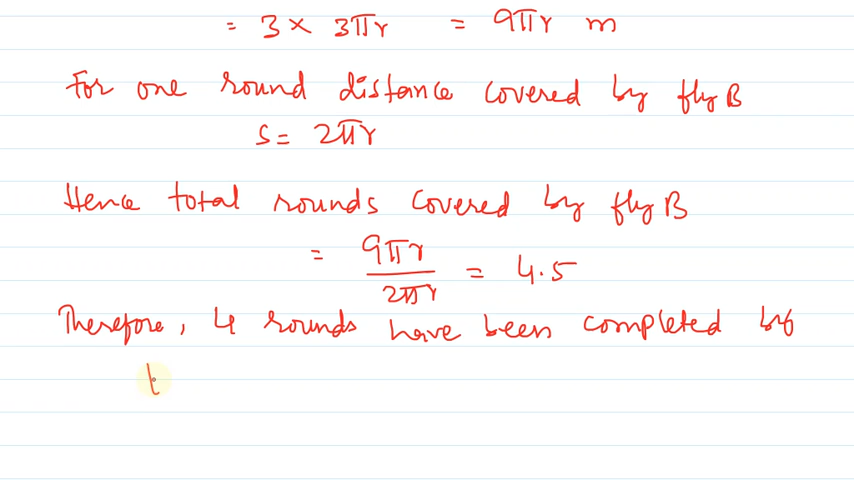 = 3 × 3πr = 9πr m
For one round distance covered by fly B
S = 2πr
Hence total rounds covered by fly B
= 9πr / 2πr = 4.5
Therefore, 4 rounds have been completed by